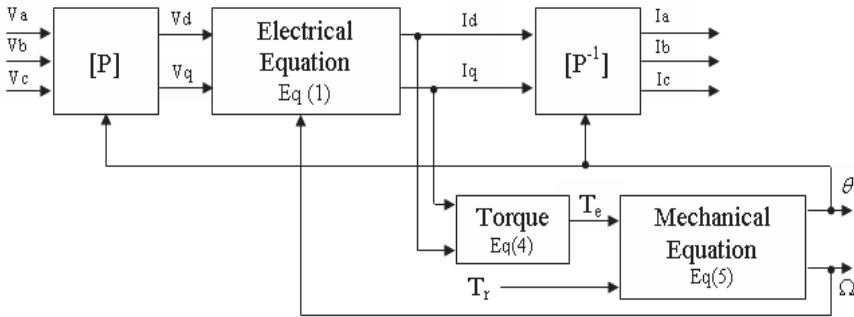 Va
Vb
Vc
[P]
Vd
Vq
Electrical
Equation
Eq (1)
Id
Iq
[P⁻¹]
Ia
Ib
Ic
θ
Torque
Eq(4)
Te
Tr
Mechanical
Equation
Eq(5)
Ω